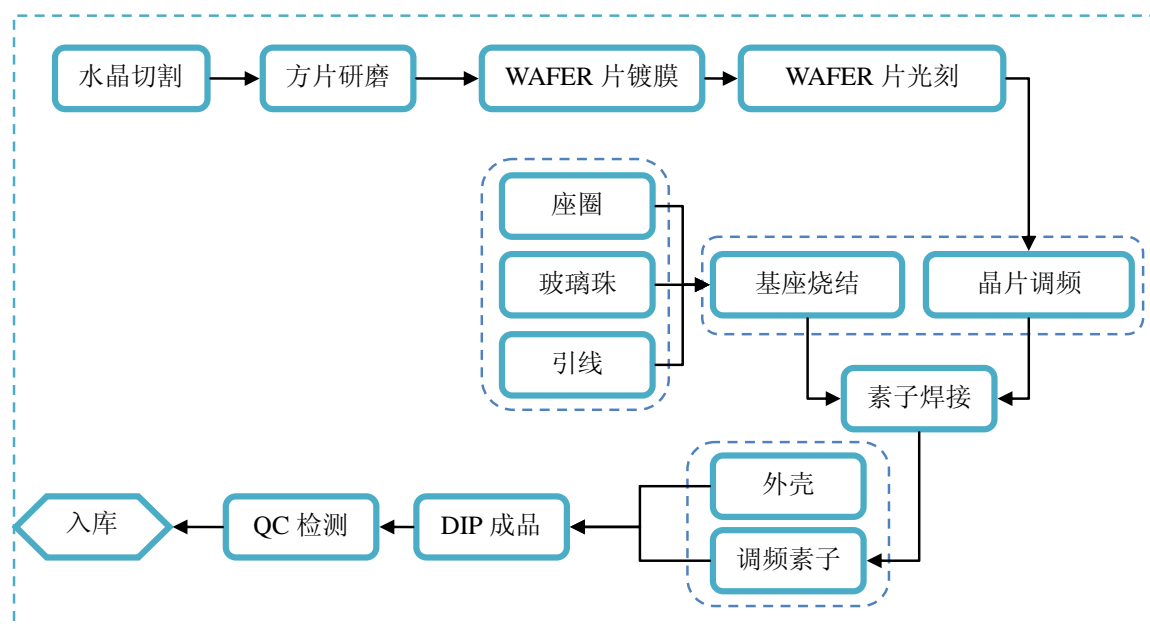 水晶切割
方片研磨
WAFER 片镀膜
WAFER 片光刻
座圈
玻璃珠
引线
基座烧结
晶片调频
素子焊接
外壳
调频素子
DIP 成品
QC 检测
入库